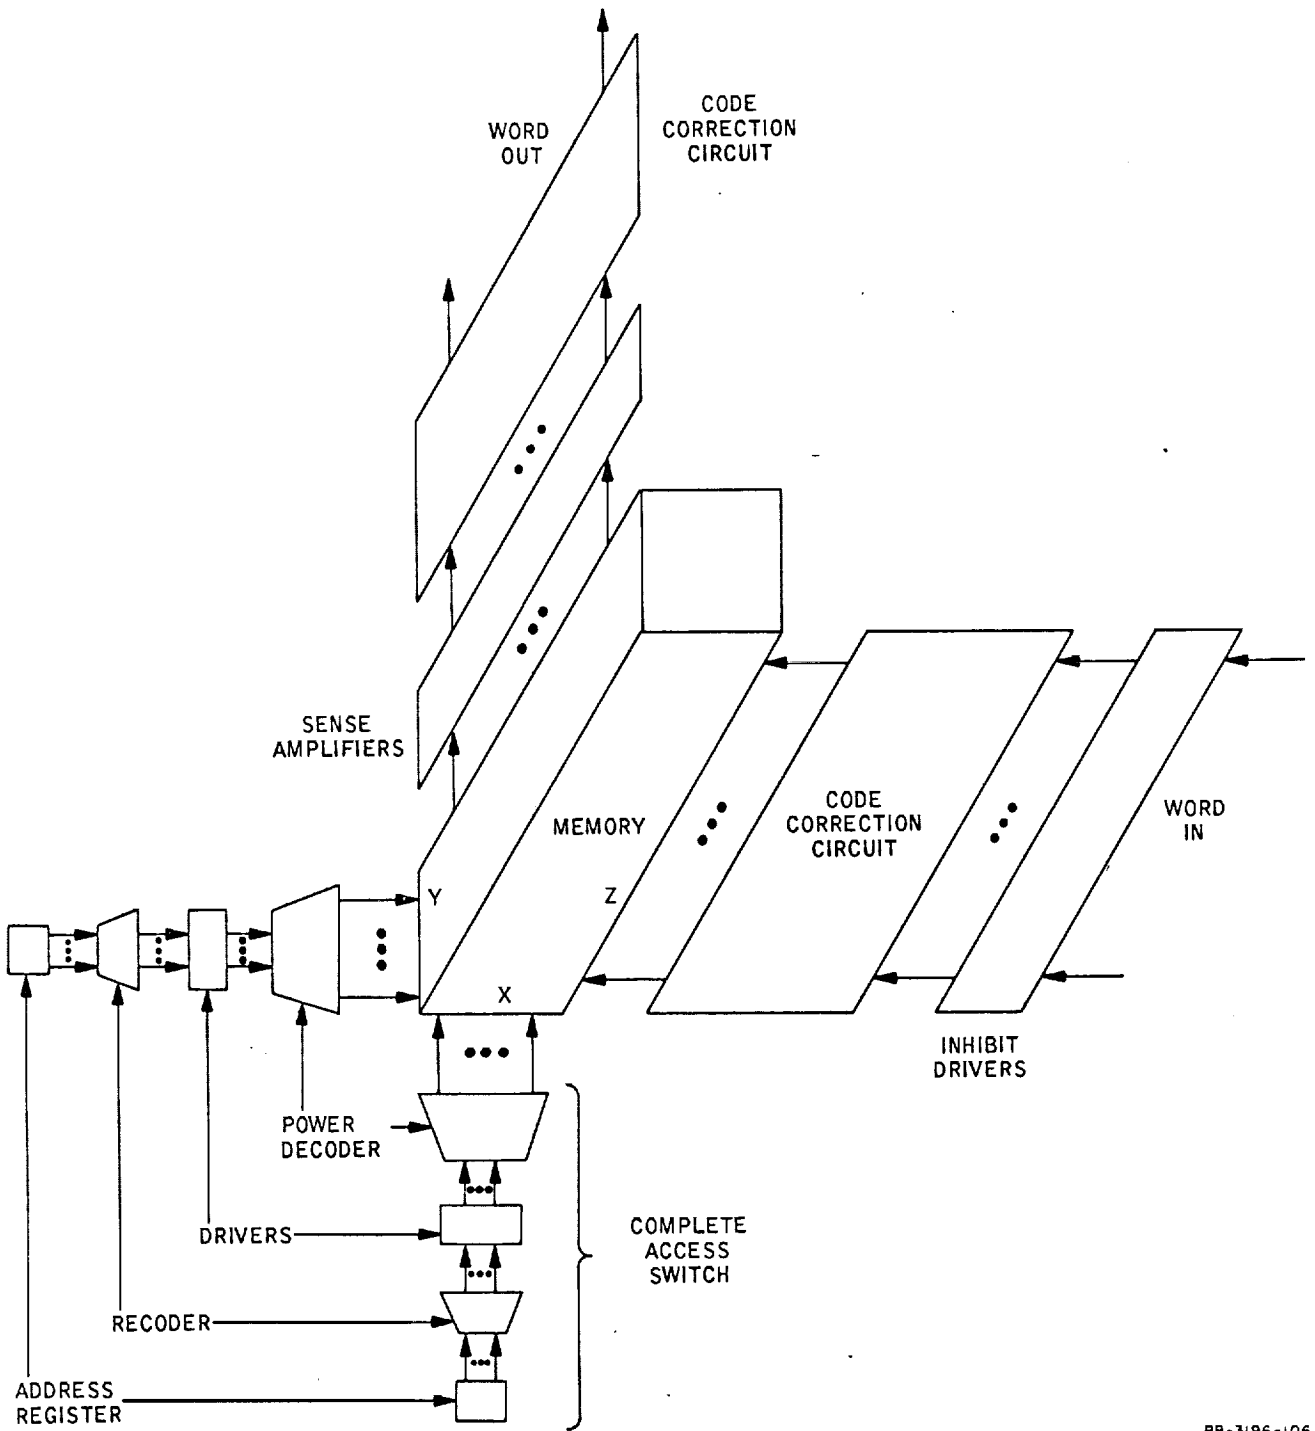 WORD
OUT
CODE
CORRECTION
CIRCUIT
SENSE
AMPLIFIERS
MEMORY
CODE
CORRECTION
CIRCUIT
WORD
IN
Y
Z
X
INHIBIT
DRIVERS
POWER
DECODER
DRIVERS
COMPLETE
ACCESS
SWITCH
RECODER
ADDRESS
REGISTER